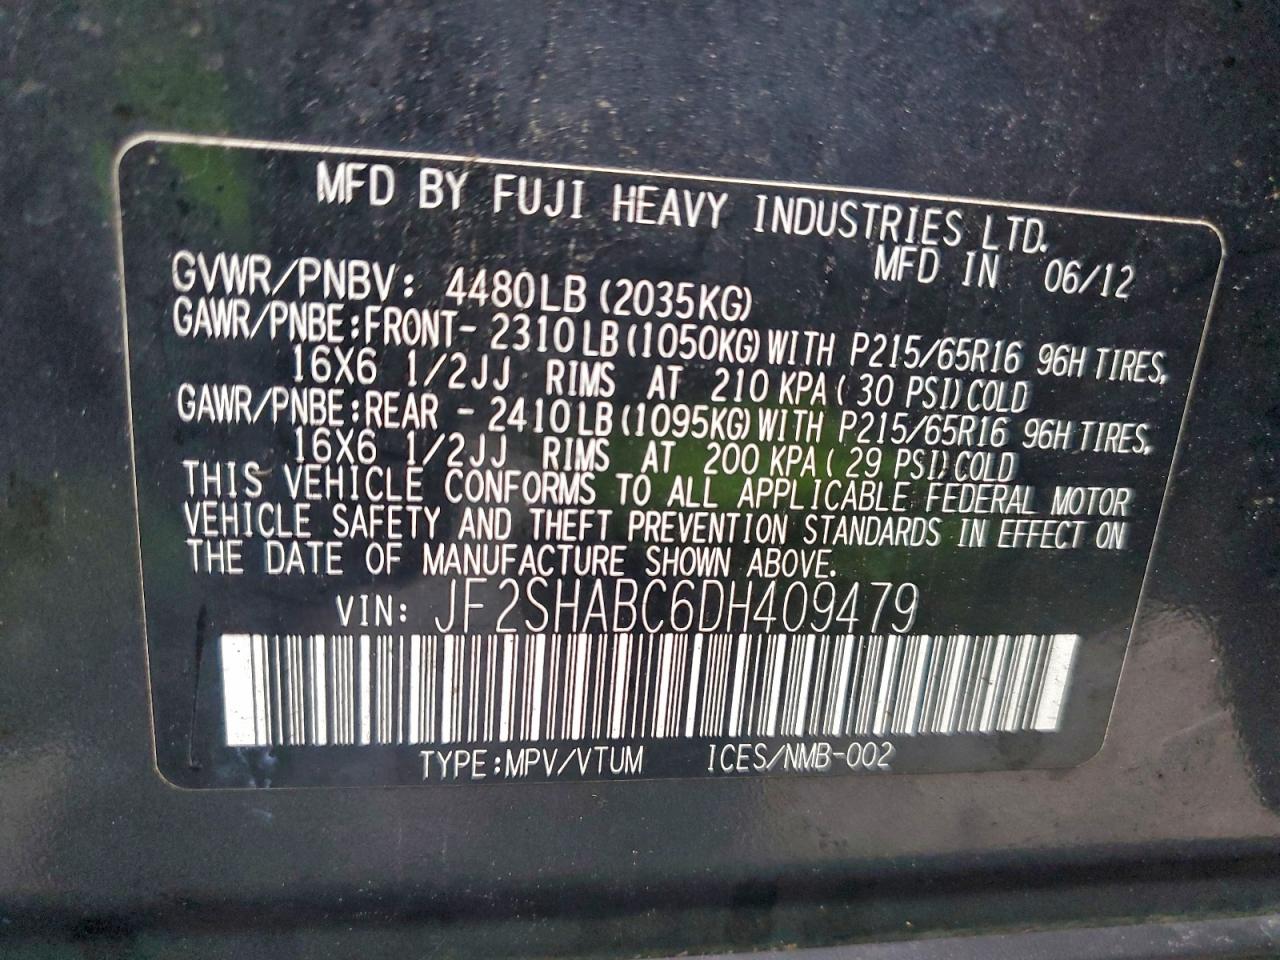 MFD BY FUJI HEAVY INDUSTRIES LTD.
MFD IN 06/12
GVWR/PNBV: 4480LB (2035KG)
GAWR/PNBE:FRONT- 2310LB (1050KG) WITH P215/65R16 96H TIRES,
16X6 1/2JJ RIMS AT 210 KPA ( 30 PSI) COLD
GAWR/PNBE:REAR - 2410LB (1095KG) WITH P215/65R16 96H TIRES,
16X6 1/2JJ RIMS AT 200 KPA ( 29 PSI) COLD
THIS VEHICLE CONFORMS TO ALL APPLICABLE FEDERAL MOTOR
VEHICLE SAFETY AND THEFT PREVENTION STANDARDS IN EFFECT ON
THE DATE OF MANUFACTURE SHOWN ABOVE.
VIN: JF2SHABC6DH409479
TYPE:MPV/VTUM ICES/NMB-002